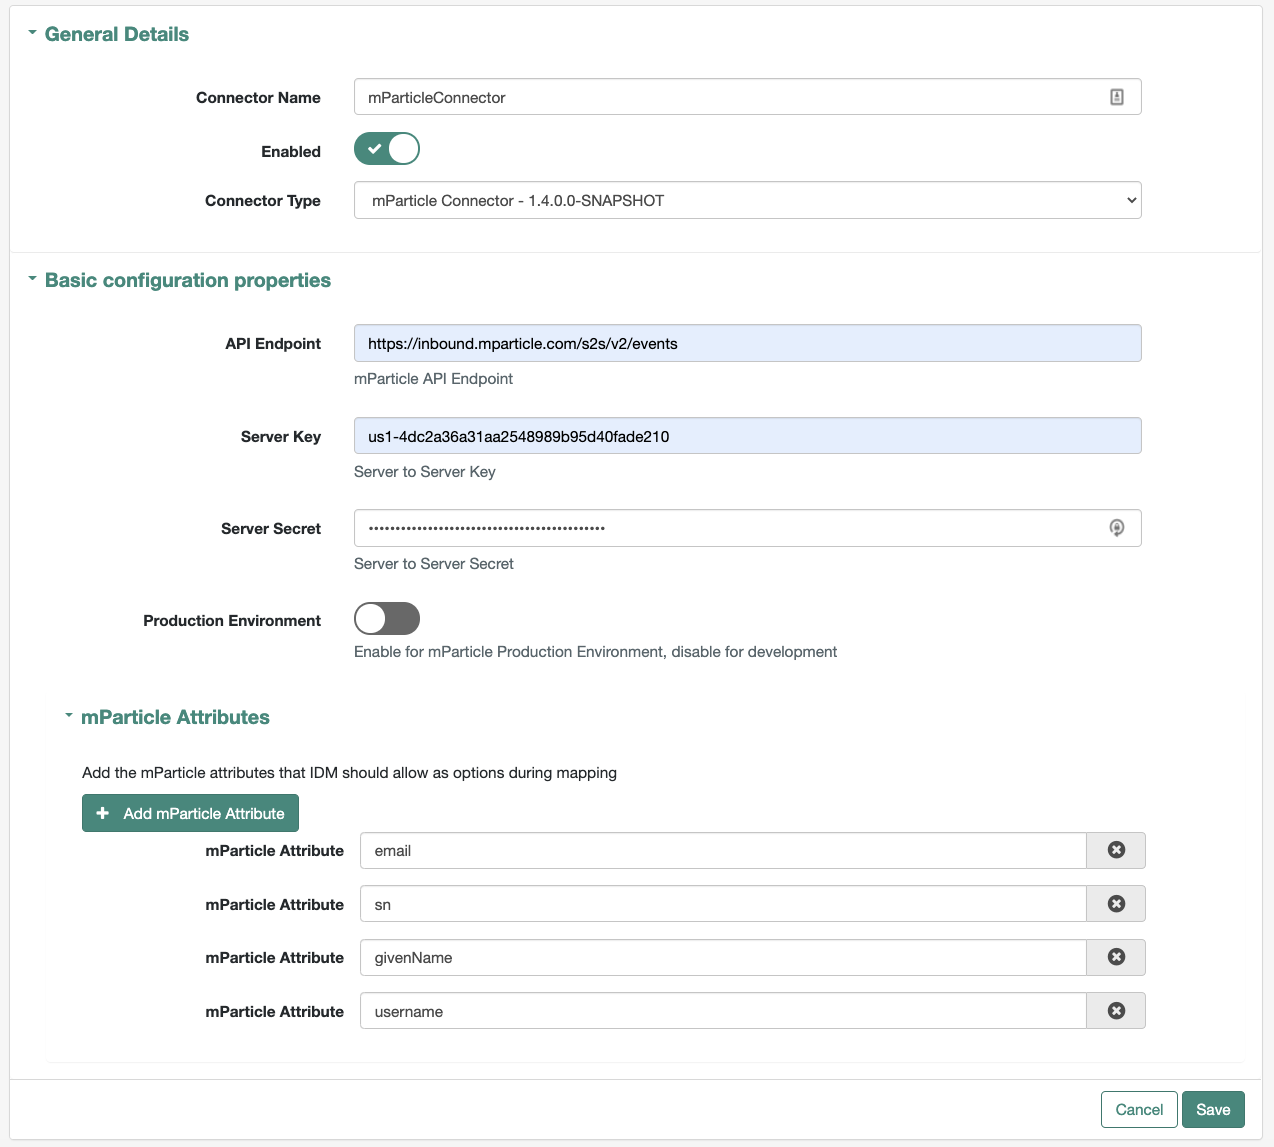 General Details
Connector Name
mParticleConnector
Enabled
Connector Type
mParticle Connector - 1.4.0.0-SNAPSHOT
Basic configuration properties
API Endpoint
https://inbound.mparticle.com/s2s/v2/events
mParticle API Endpoint
Server Key
us1-4dc2a36a31aa2548989b95d40fade210
Server to Server Key
Server Secret
Server to Server Secret
Production Environment
Enable for mParticle Production Environment, disable for development
mParticle Attributes
Add the mParticle attributes that IDM should allow as options during mapping
Add mParticle Attribute
mParticle Attribute
email
mParticle Attribute
sn
mParticle Attribute
givenName
mParticle Attribute
username
Cancel
Save